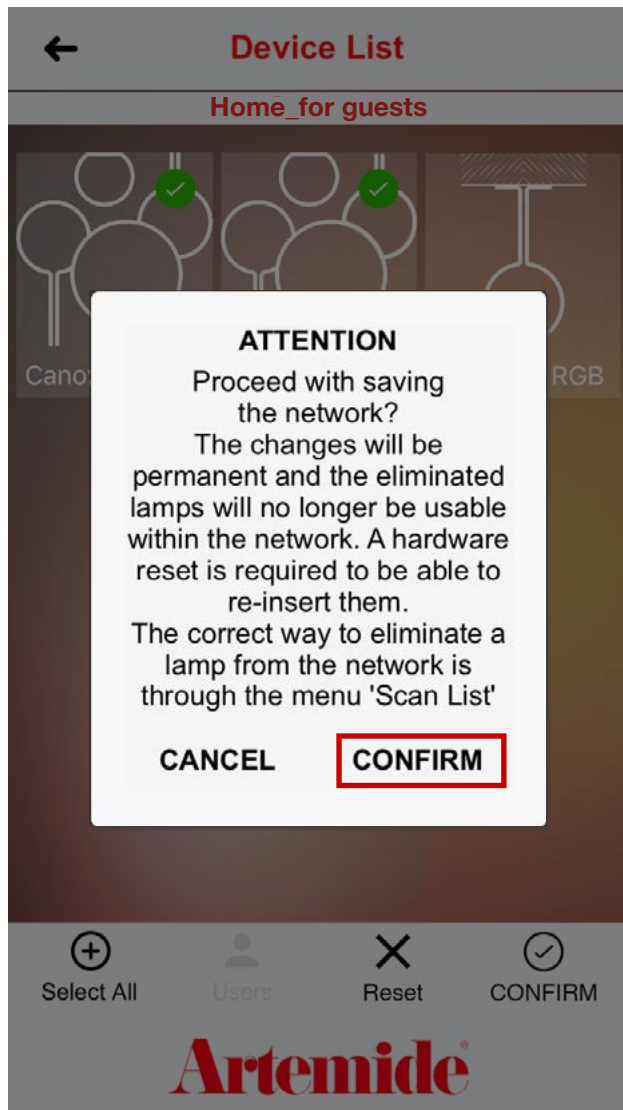 Device List
Home_for guests
Cano
RGB
ATTENTION
Proceed with saving
the network?
The changes will be
permanent and the eliminated
lamps will no longer be usable
within the network. A hardware
reset is required to be able to
re-insert them.
The correct way to eliminate a
lamp from the network is
through the menu 'Scan List'
CANCEL CONFIRM
Select All Users Reset CONFIRM
Artemide®